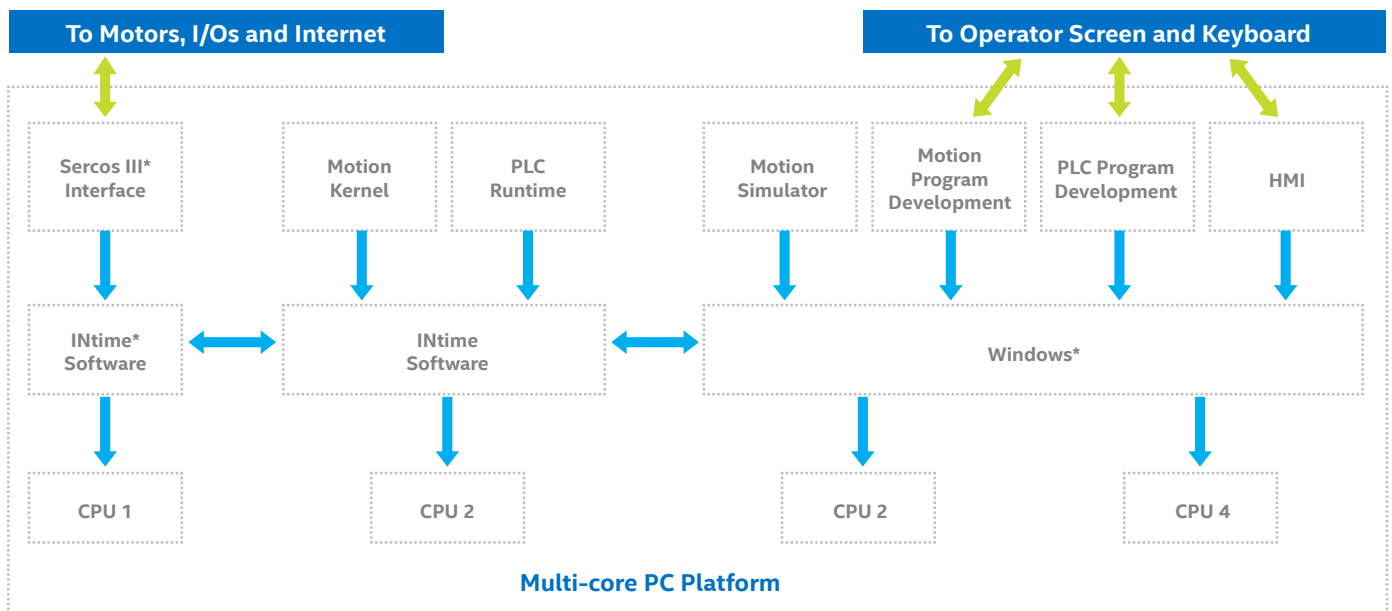 To Motors, I/Os and Internet
To Operator Screen and Keyboard
Sercos III*
Interface
Motion
Kernel
PLC
Runtime
Motion
Simulator
Motion
Program
Development
PLC Program
Development
HMI
INtime*
Software
INtime
Software
Windows*
CPU 1
CPU 2
CPU 2
CPU 4
Multi-core PC Platform